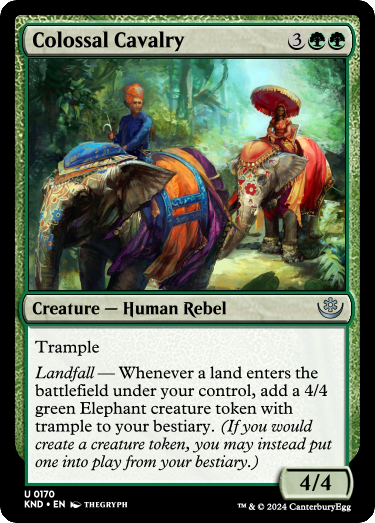 Colossal Cavalry 3
Creature — Human Rebel
Trample
Landfall — Whenever a land enters the
battlefield under your control, add a 4/4
green Elephant creature token with
trample to your bestiary. (If you would
create a creature token, you may instead put
one into play from your bestiary.)
4/4
U 0170
KND • EN THEGRYPH
™ & © 2024 CanterburyEgg